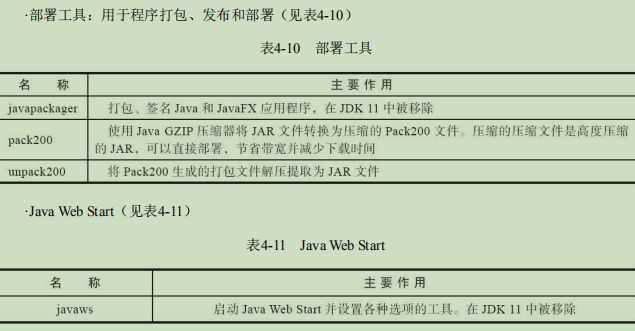 ·部署工具：用于程序打包、发布和部署（见表4-10）
表4-10 部署工具
名 称 主 要 作 用
javapackager 打包、签名 Java 和 JavaFX 应用程序，在 JDK 11 中被移除
pack200 使用 Java GZIP 压缩器将 JAR 文件转换为压缩的 Pack200 文件。压缩的压缩文件是高度压缩
的 JAR，可以直接部署，节省带宽并减少下载时间
unpack200 将 Pack200 生成的打包文件解压提取为 JAR 文件
·Java Web Start（见表4-11）
表4-11 Java Web Start
名 称 主 要 作 用
javaws 启动 Java Web Start 并设置各种选项的工具。在 JDK 11 中被移除